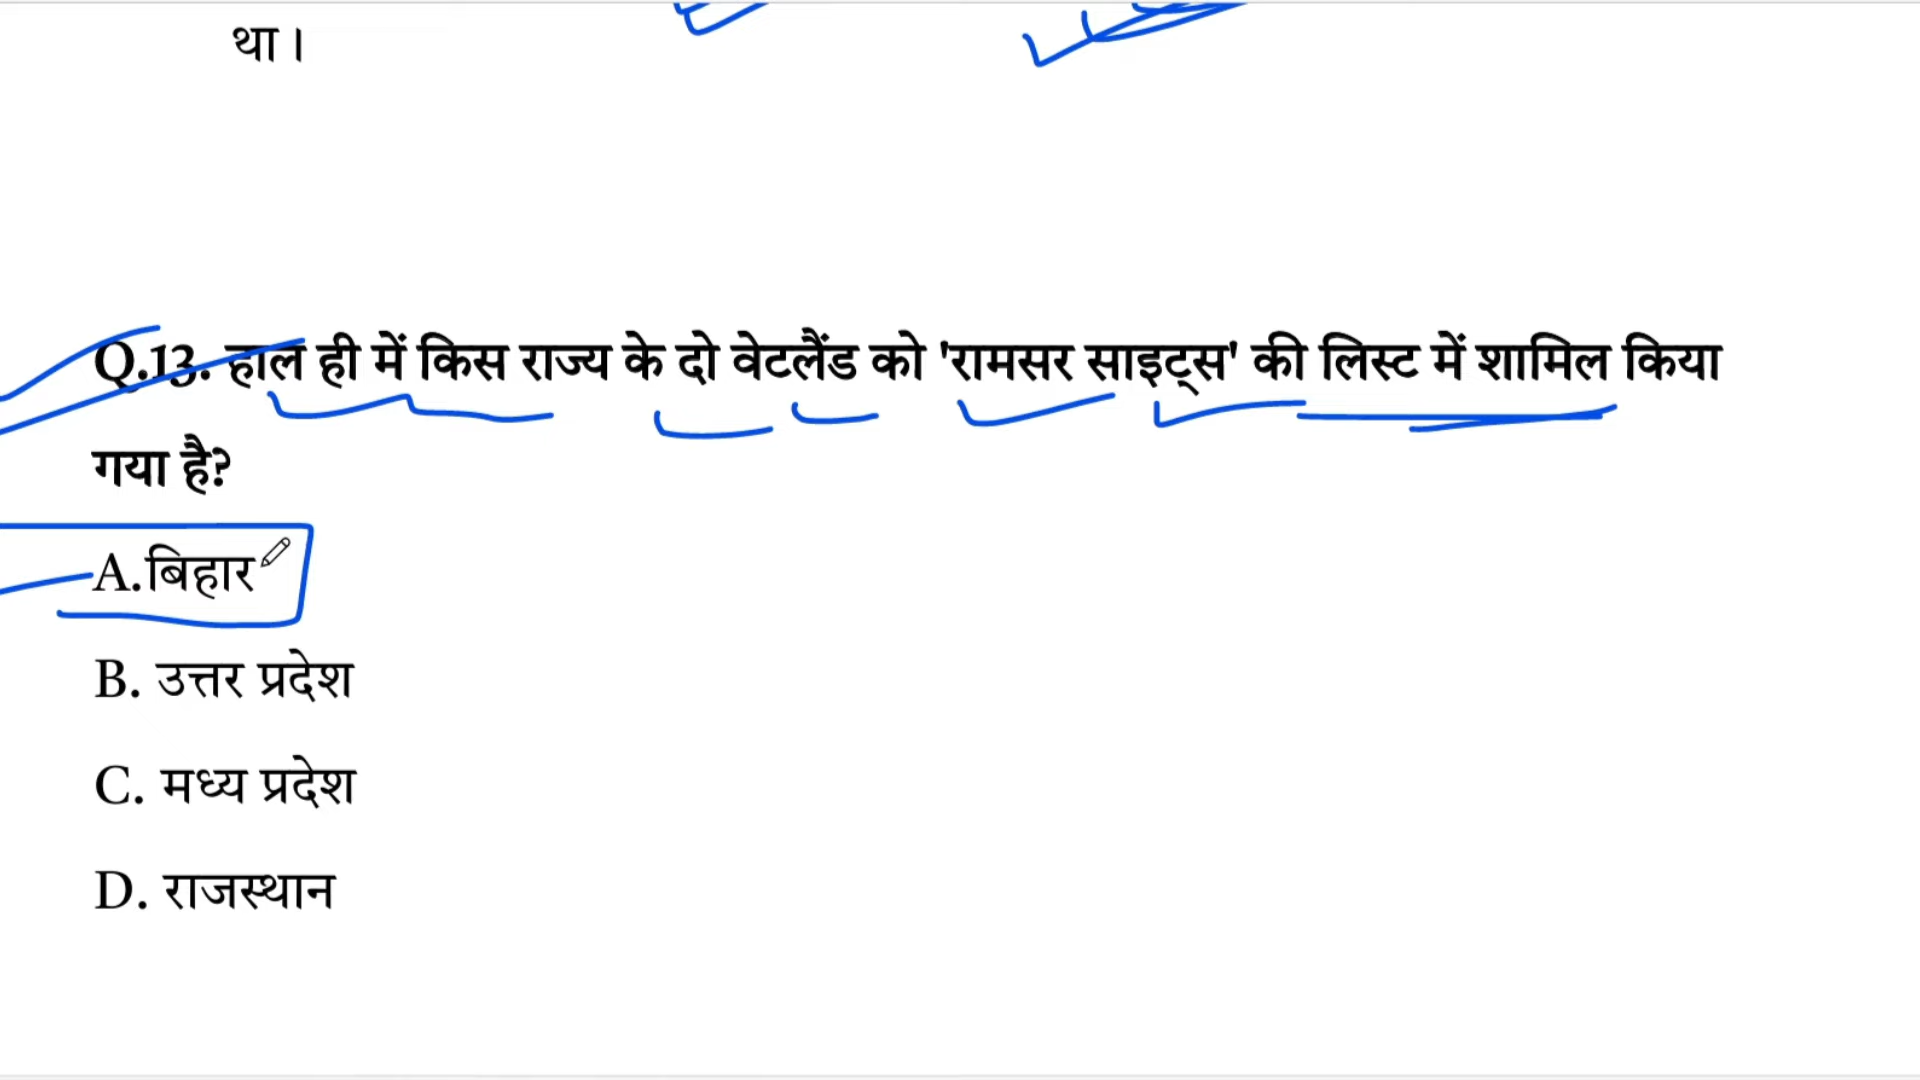 था।
Q.13. हाल ही में किस राज्य के दो वेटलैंड को 'रामसर साइट्स' की लिस्ट में शामिल किया
गया है?
A.बिहार
B. उत्तर प्रदेश
C. मध्य प्रदेश
D. राजस्थान